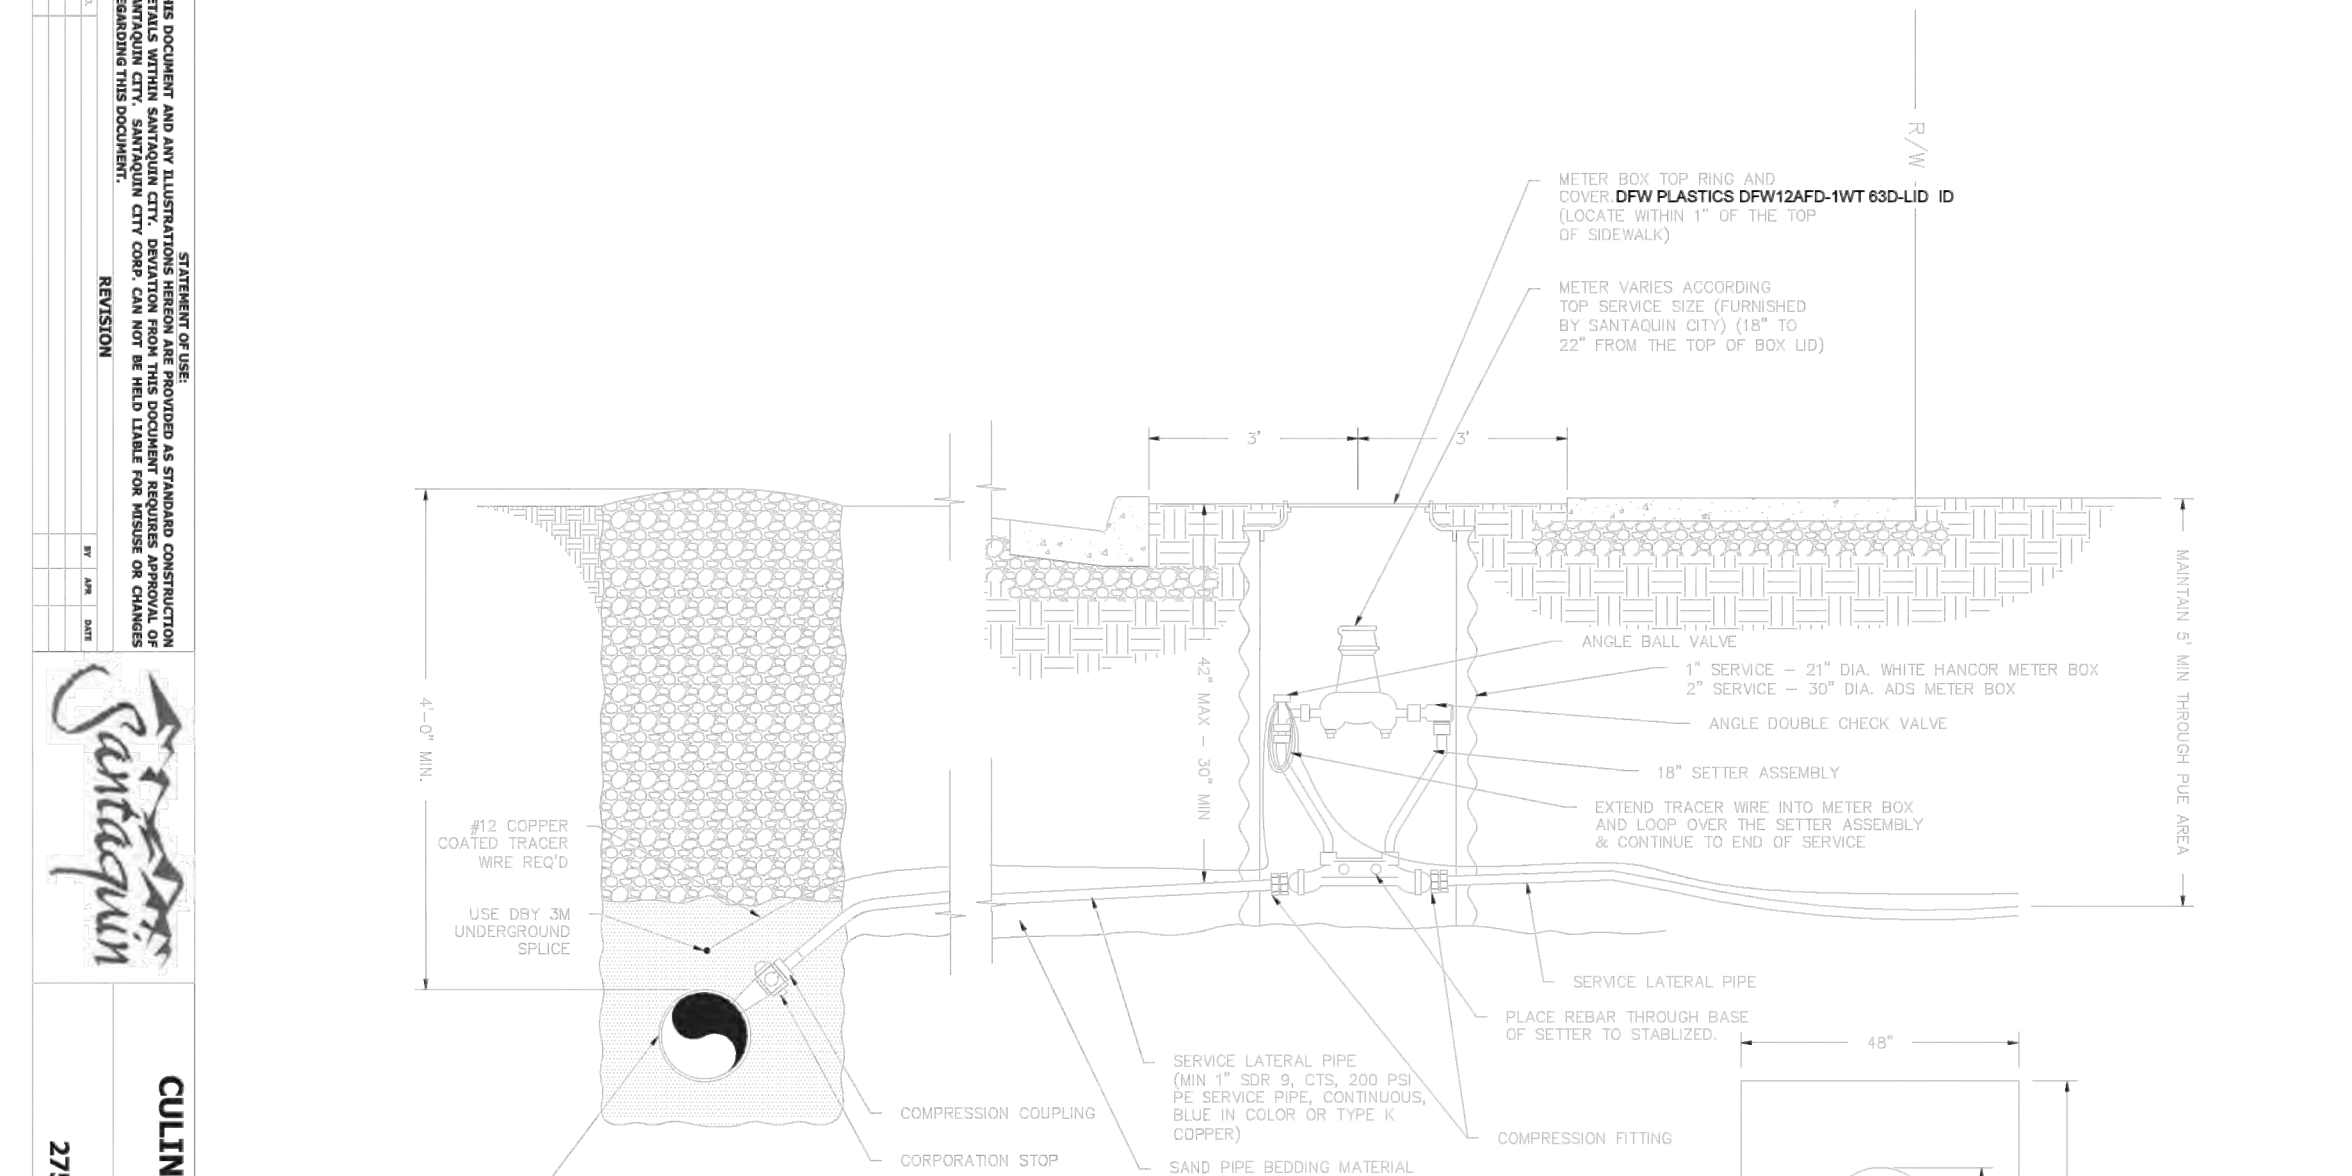 HIS DOCUMENT AND ANY ILLUSTRATIONS HEREON ARE PROVIDED AS STANDARD CONSTRUCTION
ETAILS WITHIN SANTAQUIN CITY. DEVIATION FROM THIS DOCUMENT REQUIRES APPROVAL OF
ANTAQUIN CITY. SANTAQUIN CITY CORP. CAN NOT BE HELD LIABLE FOR MISUSE OR CHANGES
EGARDING THIS DOCUMENT.
STATEMENT OF USE:
REVISION
BY
APR
DATE
Santaquin
CULIN
275
R/W
METER BOX TOP RING AND
COVER. DFW PLASTICS DFW12AFD-1WT 63D-LID ID
(LOCATE WITHIN 1" OF THE TOP
OF SIDEWALK)
METER VARIES ACCORDING
TOP SERVICE SIZE (FURNISHED
BY SANTAQUIN CITY) (18" TO
22" FROM THE TOP OF BOX LID)
3'
3'
4'-0" MIN.
42" MAX - 30" MIN
MAINTAIN 5' MIN THROUGH PUE AREA
ANGLE BALL VALVE
1" SERVICE - 21" DIA. WHITE HANCOR METER BOX
2" SERVICE - 30" DIA. ADS METER BOX
ANGLE DOUBLE CHECK VALVE
18" SETTER ASSEMBLY
EXTEND TRACER WIRE INTO METER BOX
AND LOOP OVER THE SETTER ASSEMBLY
& CONTINUE TO END OF SERVICE
#12 COPPER
COATED TRACER
WIRE REQ'D
USE DBY 3M
UNDERGROUND
SPLICE
SERVICE LATERAL PIPE
PLACE REBAR THROUGH BASE
OF SETTER TO STABLIZED.
48"
SERVICE LATERAL PIPE
(MIN 1" SDR 9, CTS, 200 PSI
PE SERVICE PIPE, CONTINUOUS,
BLUE IN COLOR OR TYPE K
COPPER)
COMPRESSION COUPLING
COMPRESSION FITTING
CORPORATION STOP
SAND PIPE BEDDING MATERIAL